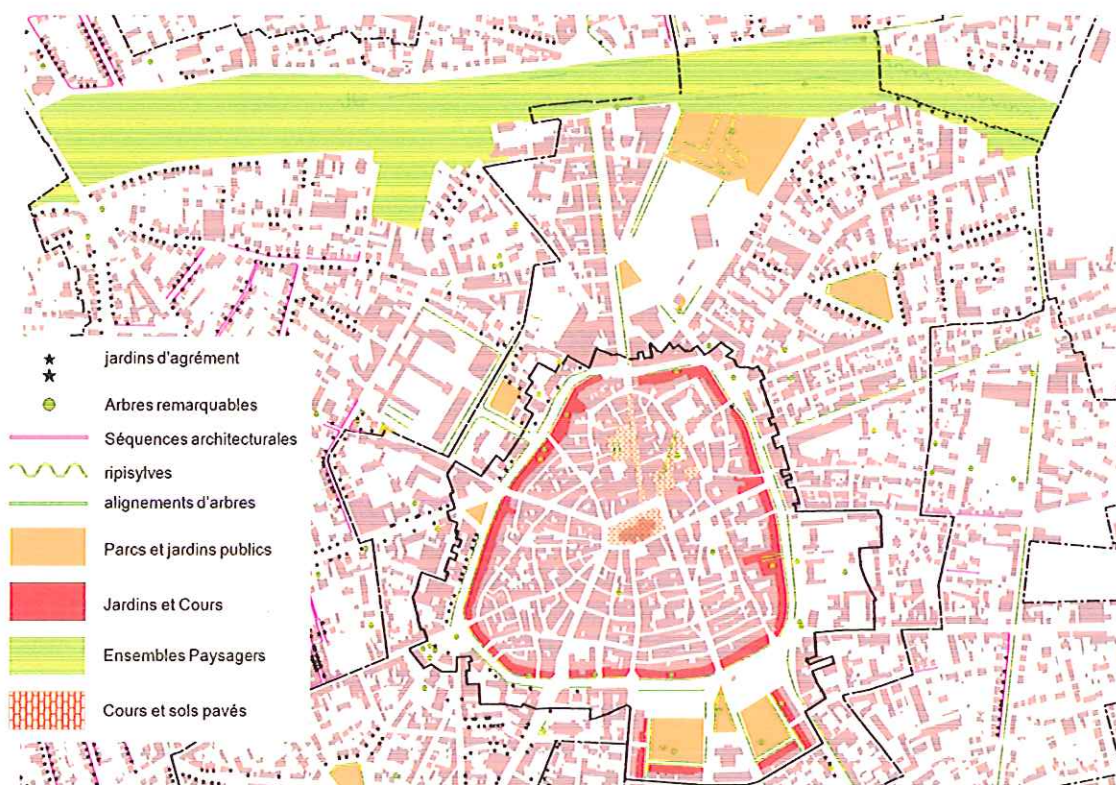 jardins d'agrément
Arbres remarquables
Séquences architecturales
ripisylves
alignements d'arbres
Parcs et jardins publics
Jardins et Cours
Ensembles Paysagers
Cours et sols pavés